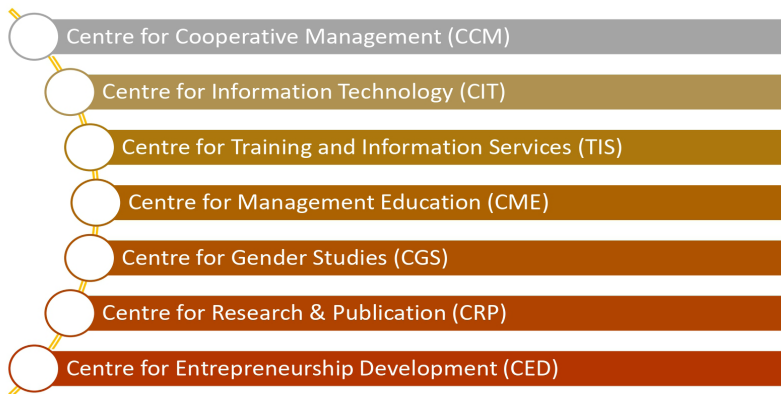 Centre for Cooperative Management (CCM)
Centre for Information Technology (CIT)
Centre for Training and Information Services (TIS)
Centre for Management Education (CME)
Centre for Gender Studies (CGS)
Centre for Research & Publication (CRP)
Centre for Entrepreneurship Development (CED)